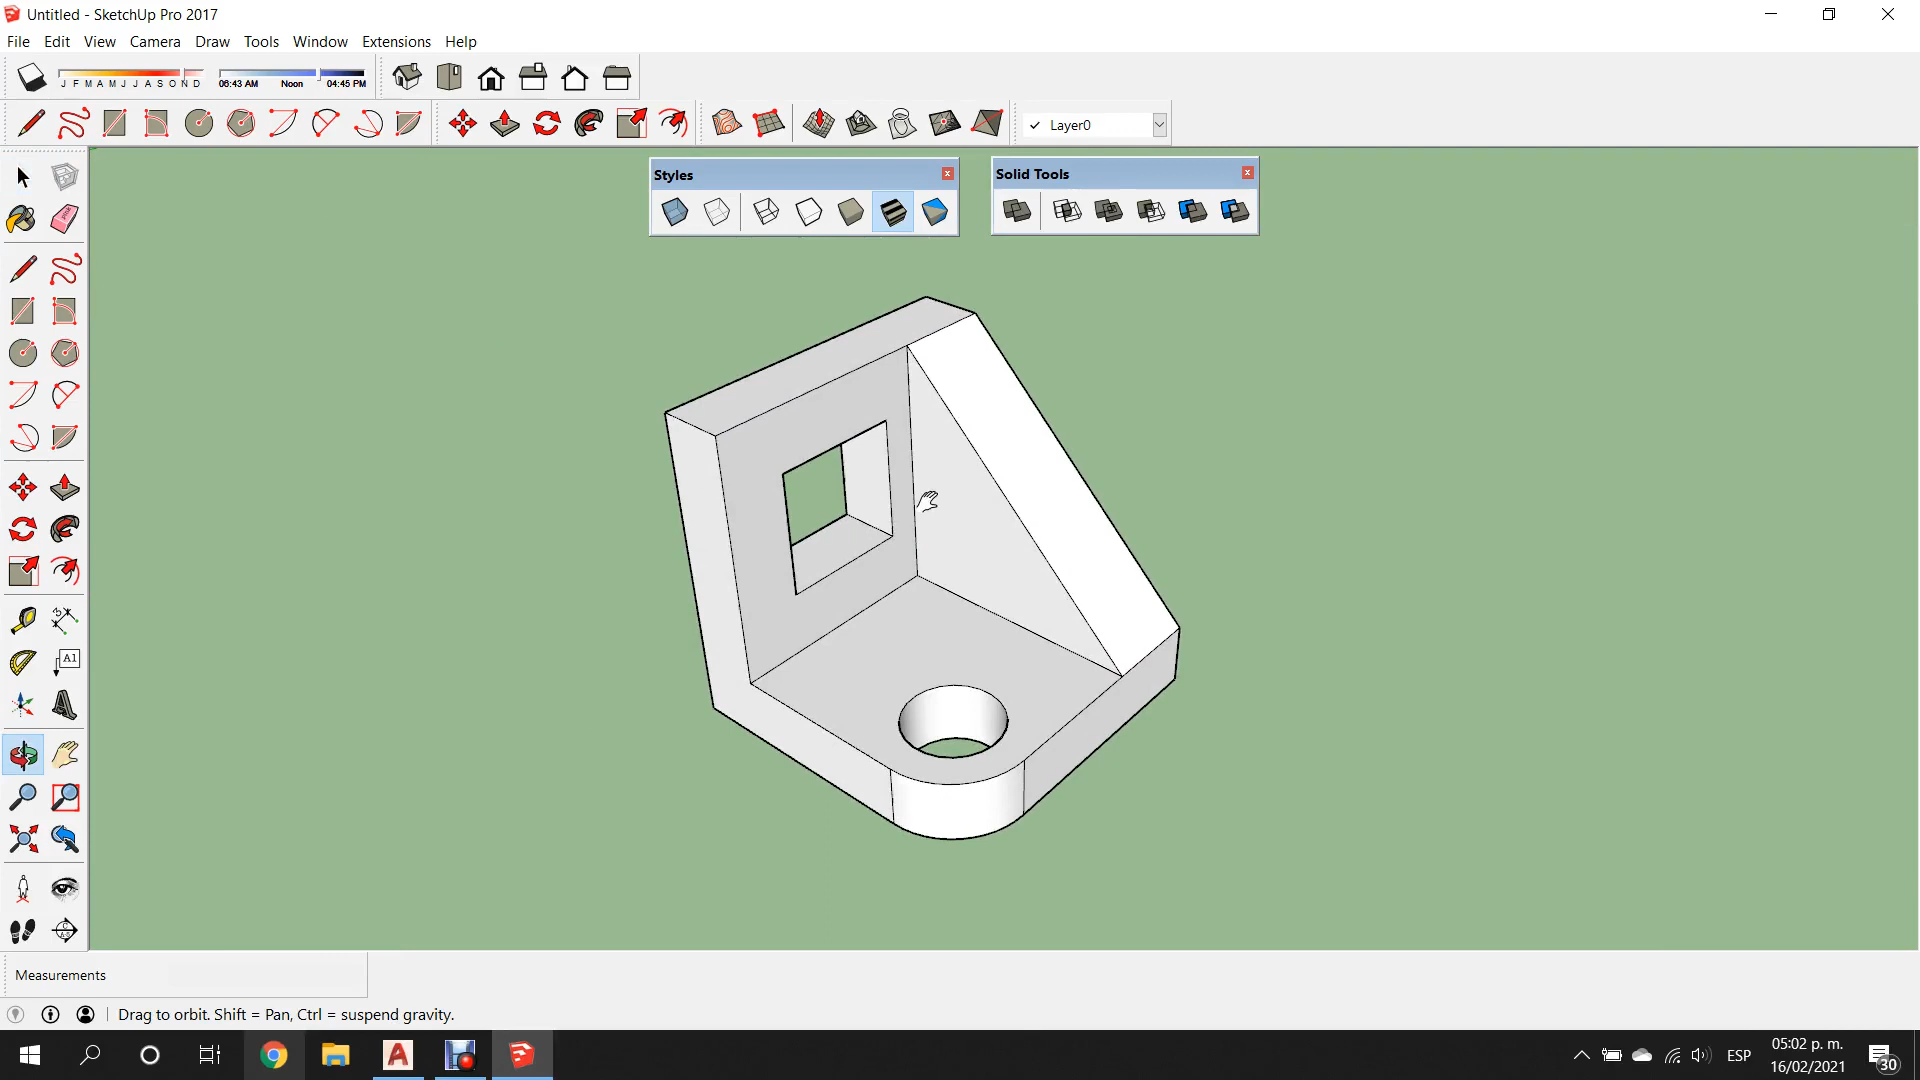 Untitled - SketchUp Pro 2017
File Edit View Camera Draw Tools Window Extensions Help
J F M A M J J A S O N D
06:43 AM Noon 04:45 PM
Layer0
Styles
Solid Tools
A1
Measurements
Drag to orbit. Shift = Pan, Ctrl = suspend gravity.
ESP
05:02 p. m.
16/02/2021
30